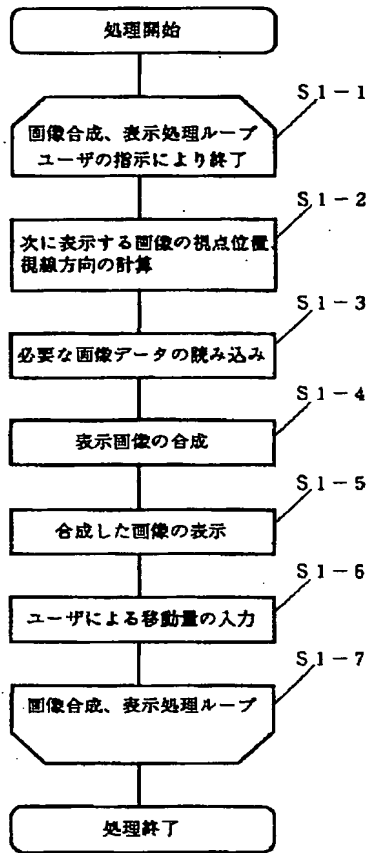 処理開始
S1-1
画像合成、表示処理ループ
ユーザの指示により終了
S1-2
次に表示する画像の視点位置、
視線方向の計算
S1-3
必要な画像データの読み込み
S1-4
表示画像の合成
S1-5
合成した画像の表示
S1-6
ユーザによる移動量の入力
S1-7
画像合成、表示処理ループ
処理終了